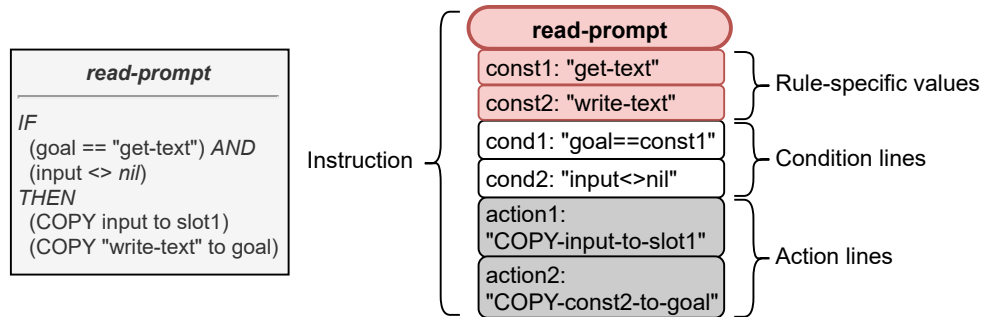 read-prompt
IF
(goal == "get-text") AND
(input <> nil)
THEN
(COPY input to slot1)
(COPY "write-text" to goal)
Instruction
read-prompt
const1: "get-text"
const2: "write-text"
cond1: "goal==const1"
cond2: "input<>nil"
action1:
"COPY-input-to-slot1"
action2:
"COPY-const2-to-goal"
Rule-specific values
Condition lines
Action lines